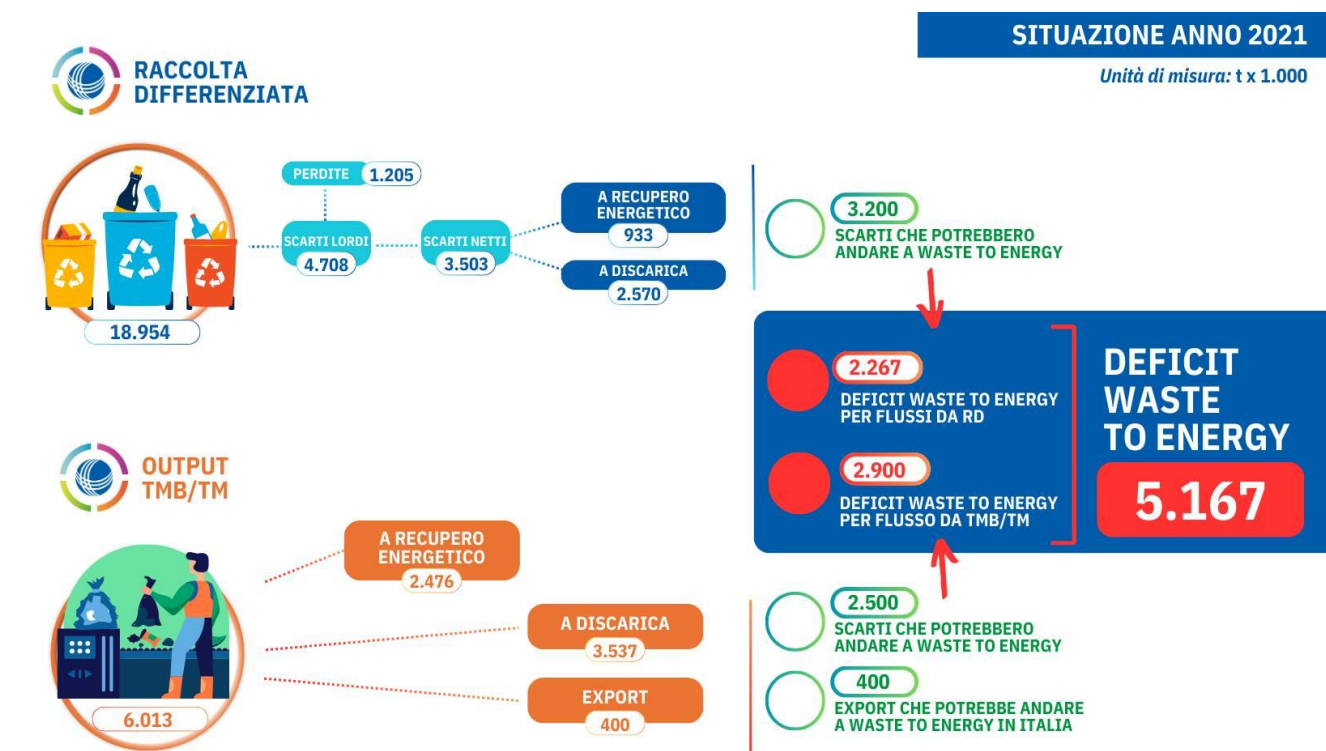 SITUAZIONE ANNO 2021
Unità di misura: t x 1.000
RACCOLTA
DIFFERENZIATA
PERDITE 1.205
SCARTI LORDI
4.708
SCARTI NETTI
3.503
A RECUPERO
ENERGETICO
933
A DISCARICA
2.570
18.954
3.200
SCARTI CHE POTREBBERO
ANDARE A WASTE TO ENERGY
2.267
DEFICIT WASTE TO ENERGY
PER FLUSSI DA RD
2.900
DEFICIT WASTE TO ENERGY
PER FLUSSO DA TMB/TM
DEFICIT
WASTE
TO ENERGY
5.167
OUTPUT
TMB/TM
A RECUPERO
ENERGETICO
2.476
A DISCARICA
3.537
EXPORT
400
6.013
2.500
SCARTI CHE POTREBBERO
ANDARE A WASTE TO ENERGY
400
EXPORT CHE POTREBBE ANDARE
A WASTE TO ENERGY IN ITALIA